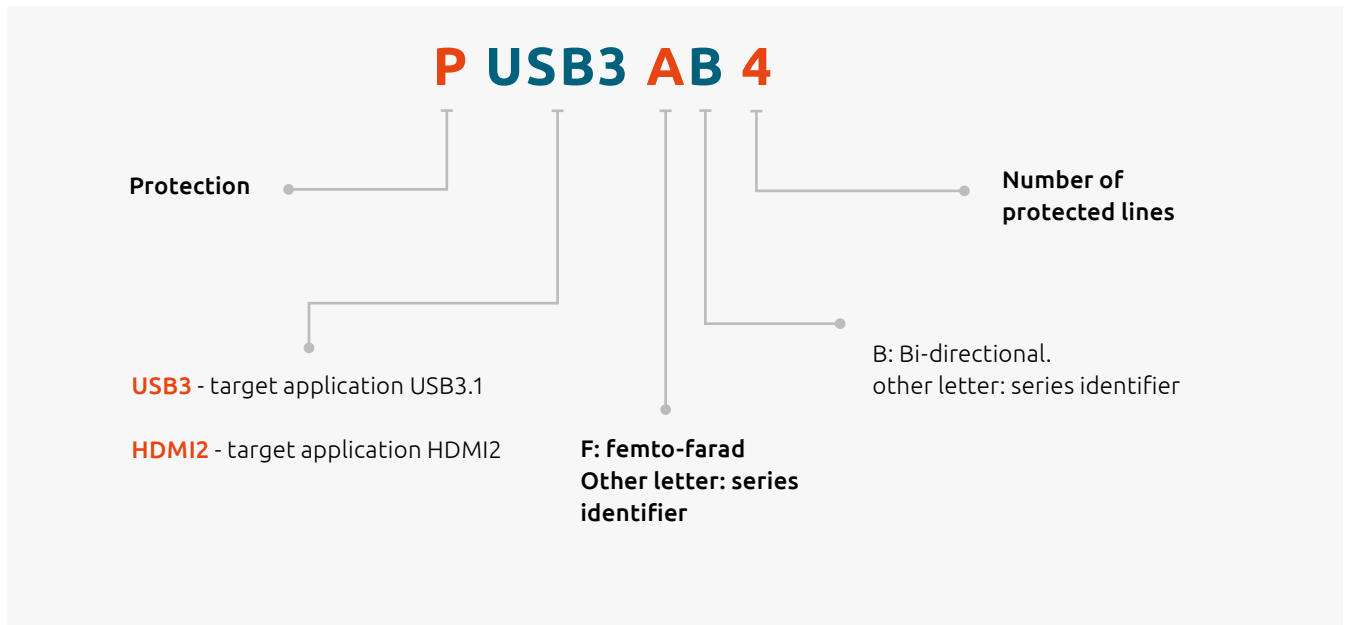 P USB3 AB 4
Protection
Number of
protected lines
USB3 - target application USB3.1
HDMI2 - target application HDMI2
F: femto-farad
Other letter: series
identifier
B: Bi-directional.
other letter: series identifier